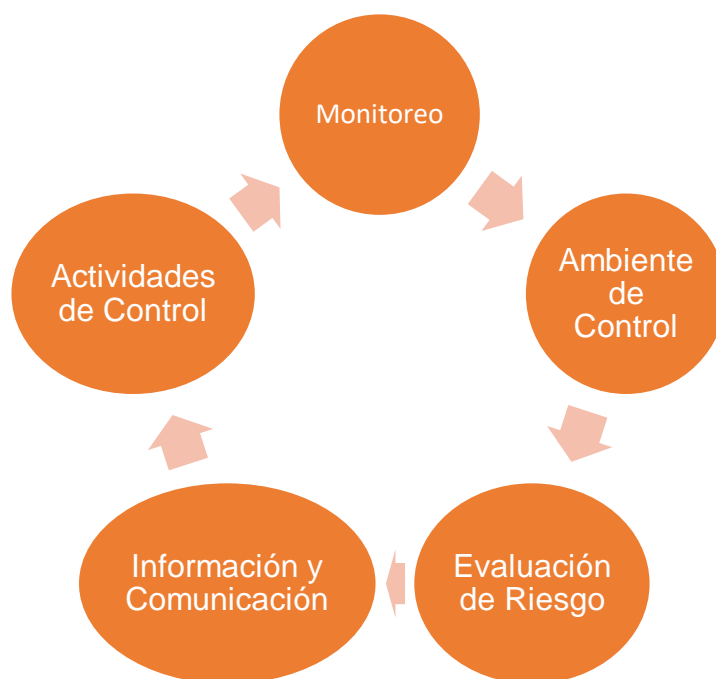 Monitoreo
Ambiente
de
Control
Evaluación
de Riesgo
Información y
Comunicación
Actividades
de Control